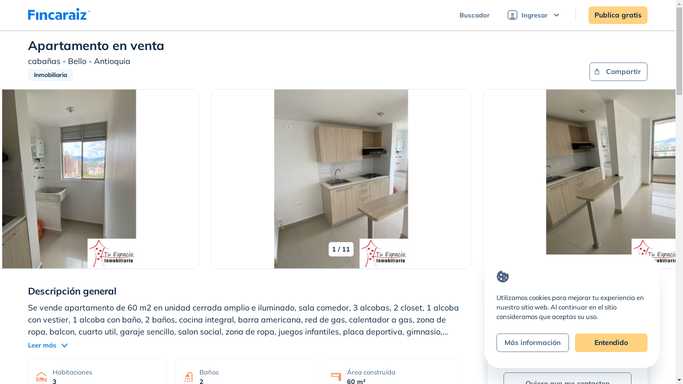 Fincaraiz
Buscador
Ingresar
Publica gratis
Apartamento en venta
cabañas - Bello - Antioquia
Inmobiliaria
Compartir
1 / 11
Tu Espacio
Inmobiliaria
Tu Espacio
Inmobiliaria
Tu Espacio
Inmobiliaria
Descripción general
Se vende apartamento de 60 m2 en unidad cerrada amplio e iluminado, sala comedor, 3 alcobas, 2 closet, 1 alcoba
con vestier, 1 alcoba con baño, 2 baños, cocina integral, barra americana, red de gas, calentador a gas, zona de
ropa, balcon, cuarto util, garaje sencillo, salon social, zona de ropa, juegos infantiles, placa deportiva, gimnasio,...
Leer más
Habitaciones
3
Baños
2
Área construida
60 m²
Utilizamos cookies para mejorar tu experiencia en
nuestro sitio web. Al continuar en el sitio
consideramos que aceptas su uso.
Más información
Entendido
Quiero que me contacten